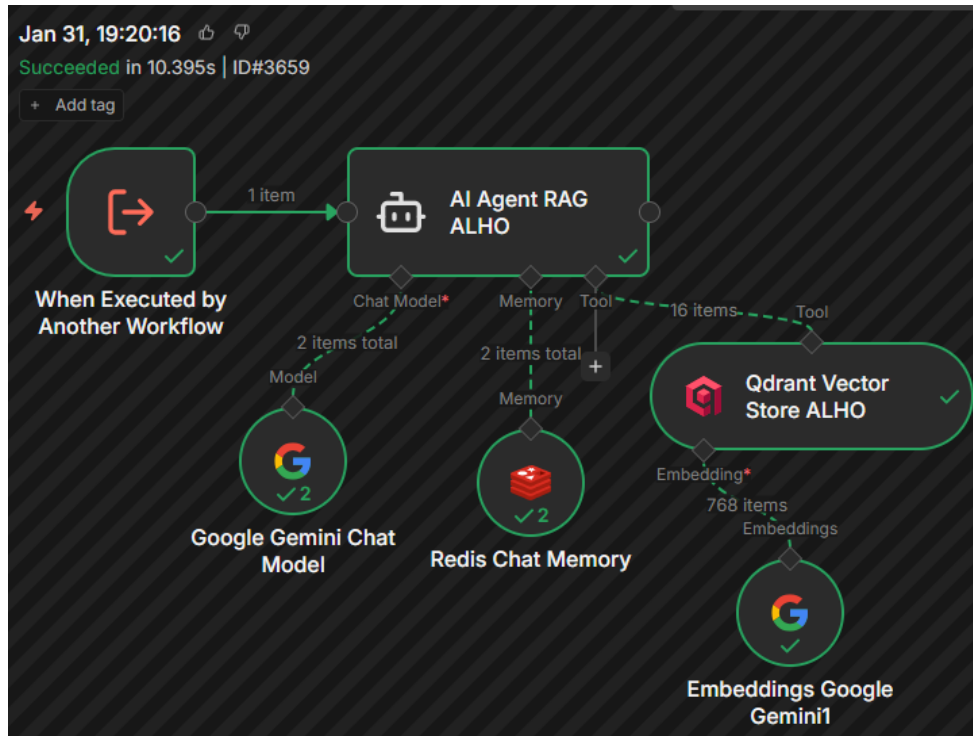 Jan 31, 19:20:16
Succeeded in 10.395s | ID#3659
+ Add tag
1 item
AI Agent RAG
ALHO
When Executed by
Another Workflow
Chat Model*
Memory
Tool
16 items
Tool
2 items total
2 items total
+
Model
Memory
Qdrant Vector
Store ALHO
Embedding*
768 items
Embeddings
2
2
Google Gemini Chat
Model
Redis Chat Memory
Embeddings Google
Gemini1